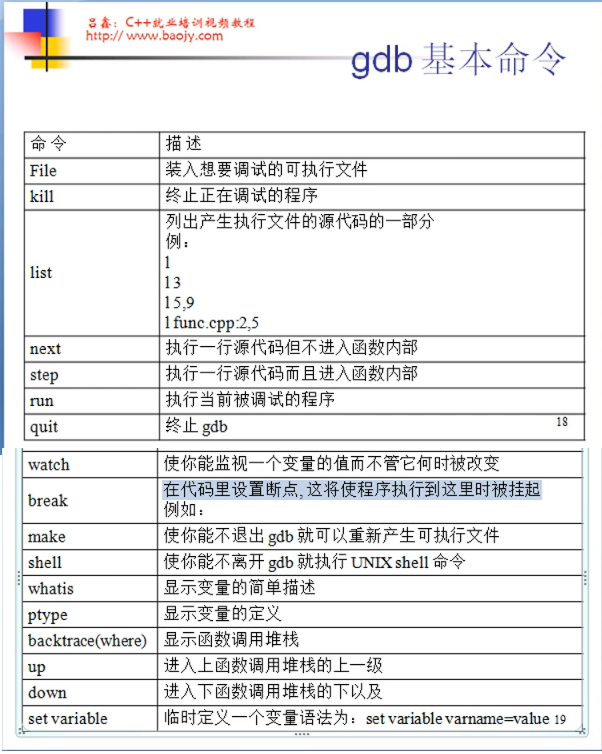 吕鑫：C++就业培训视频教程
http://www.baojy.com/
gdb 基本命令
命令 描述
File 装入想要调试的可执行文件
kill 终止正在调试的程序
list 列出产生执行文件的源代码的一部分
例：
l
l 3
l 5,9
l func.cpp:2,5
next 执行一行源代码但不进入函数内部
step 执行一行源代码而且进入函数内部
run 执行当前被调试的程序
quit 终止 gdb
18
watch 使你能监视一个变量的值而不管它何时被改变
break 在代码里设置断点, 这将使程序执行到这里时被挂起
例如：
make 使你能不退出 gdb 就可以重新产生可执行文件
shell 使你能不离开 gdb 就执行 UNIX shell 命令
whatis 显示变量的简单描述
ptype 显示变量的定义
backtrace(where) 显示函数调用堆栈
up 进入上函数调用堆栈的上一级
down 进入下函数调用堆栈的下以及
set variable 临时定义一个变量语法为：set variable varname=value 19